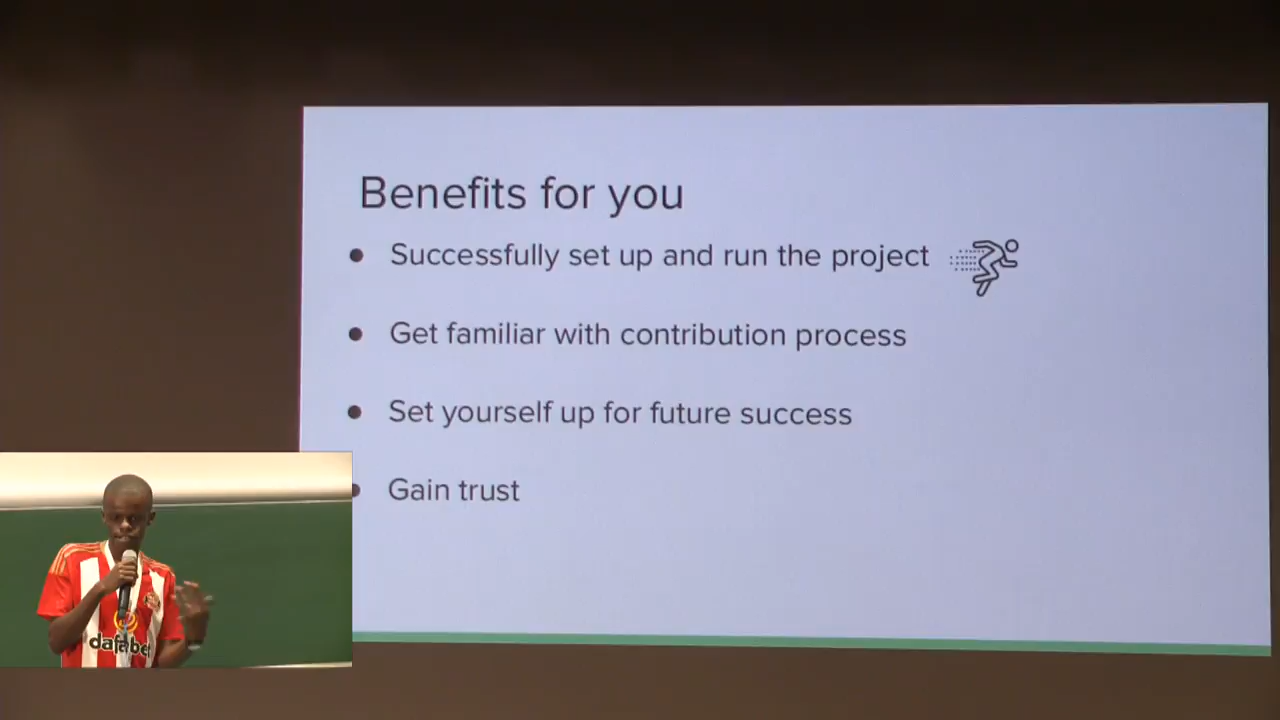 Benefits for you
● Successfully set up and run the project
● Get familiar with contribution process
● Set yourself up for future success
● Gain trust
dafabet